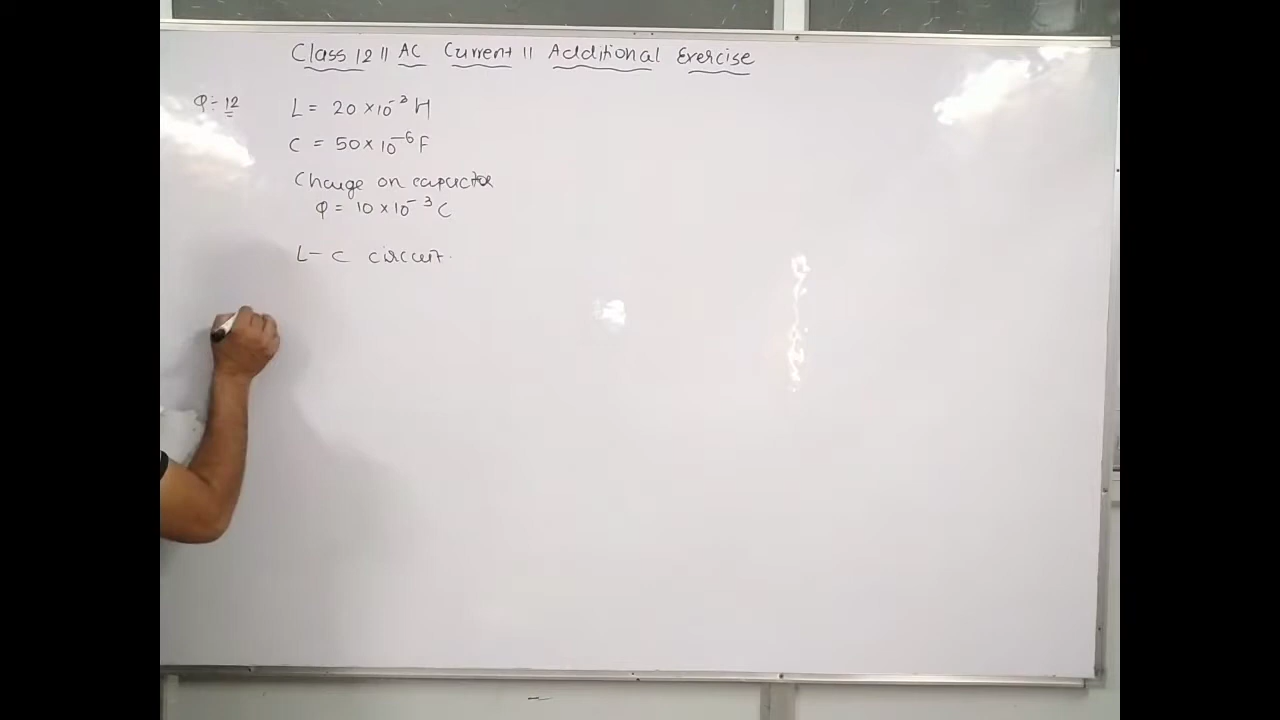 Class 12 || AC Current || Additional Exercise
Q:- 12
L = 20 × 10⁻³ H
C = 50 × 10⁻⁶ F
Charge on capacitor
Q = 10 × 10⁻³ C
L - C circuit.